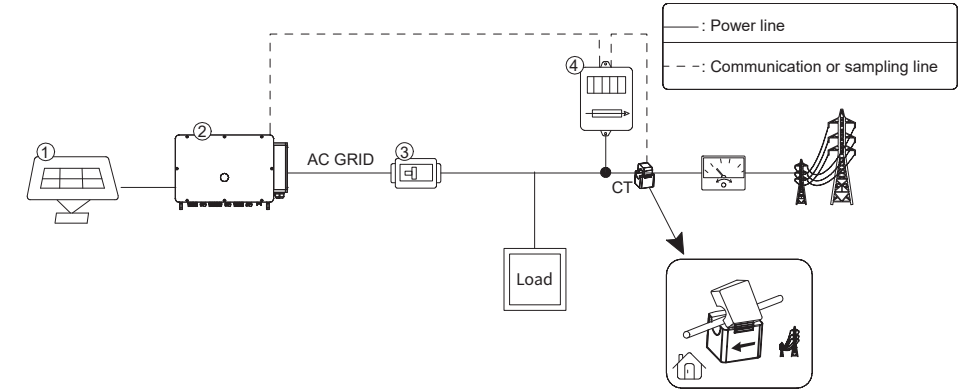 : Power line
: Communication or sampling line
④
①
②
③
AC GRID
CT
Load